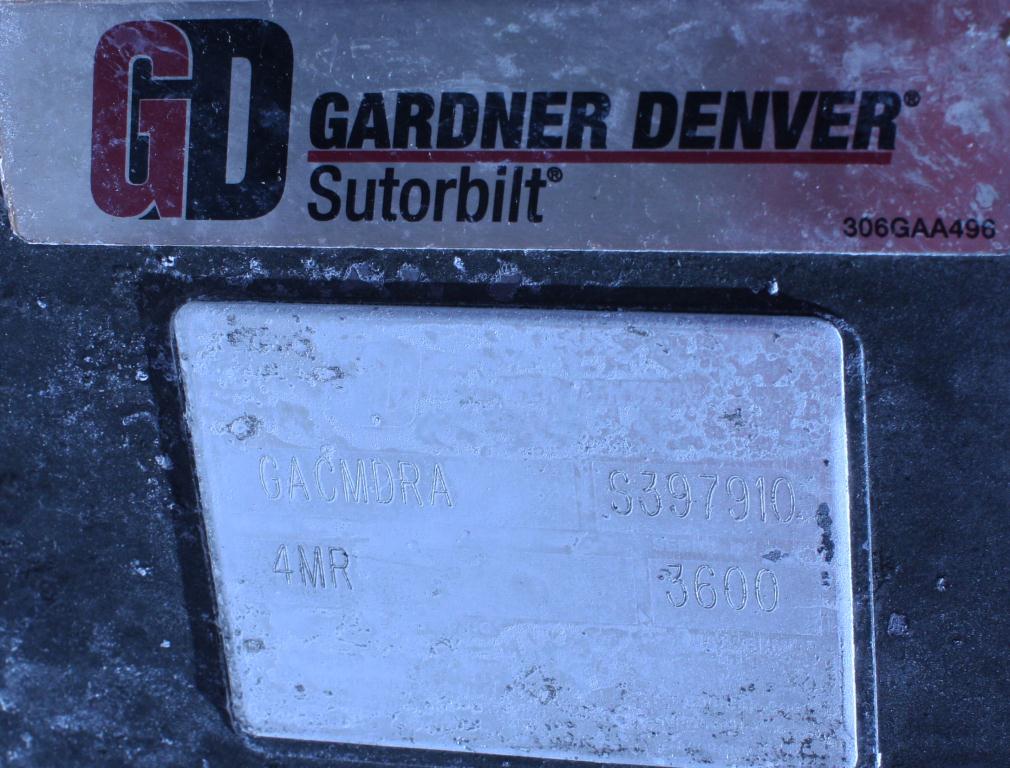 GD GARDNER DENVER®
Sutorbilt®
306GAA496
GACMDRA S397910
4MR 3600